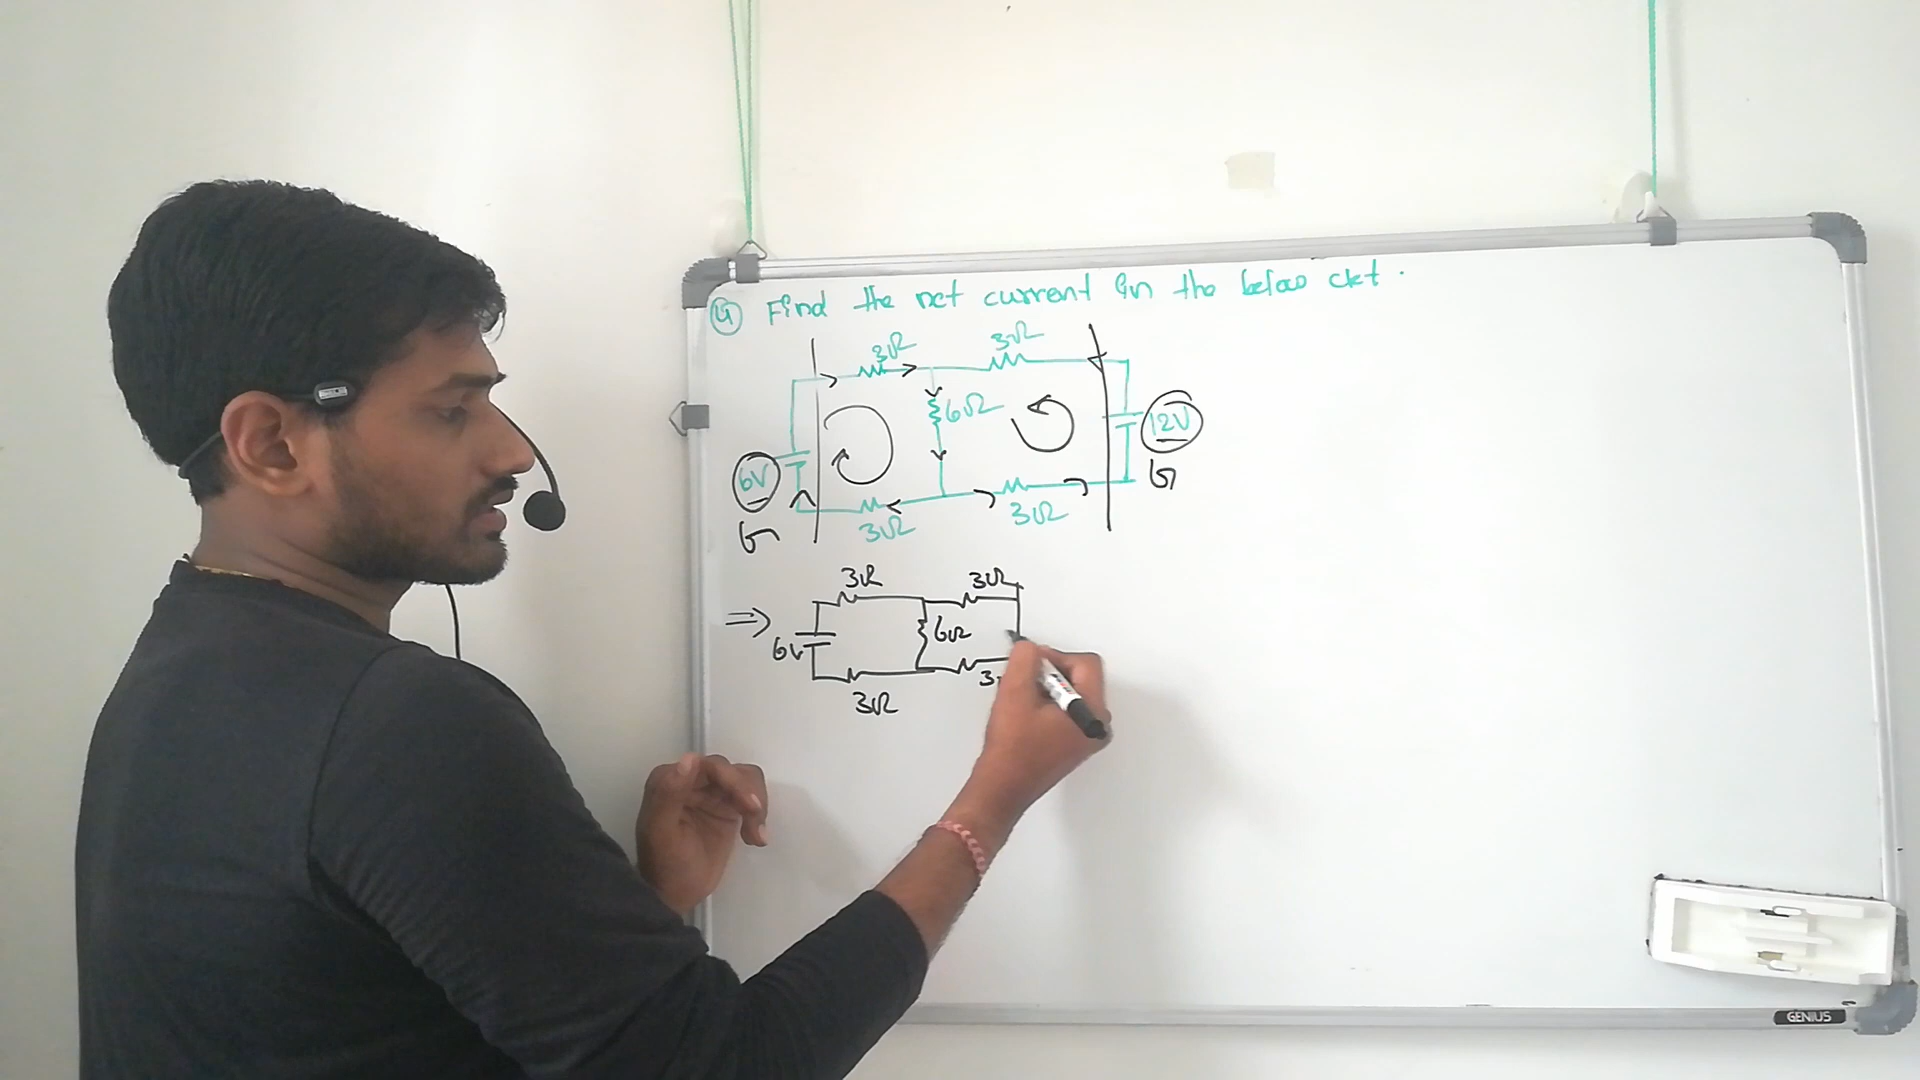 4 Find the net current in the below ckt.
3Ω 3Ω
6Ω 12V
6V
3Ω 3Ω
⇒ 3Ω 3Ω
6V 6Ω
3Ω
GENIUS